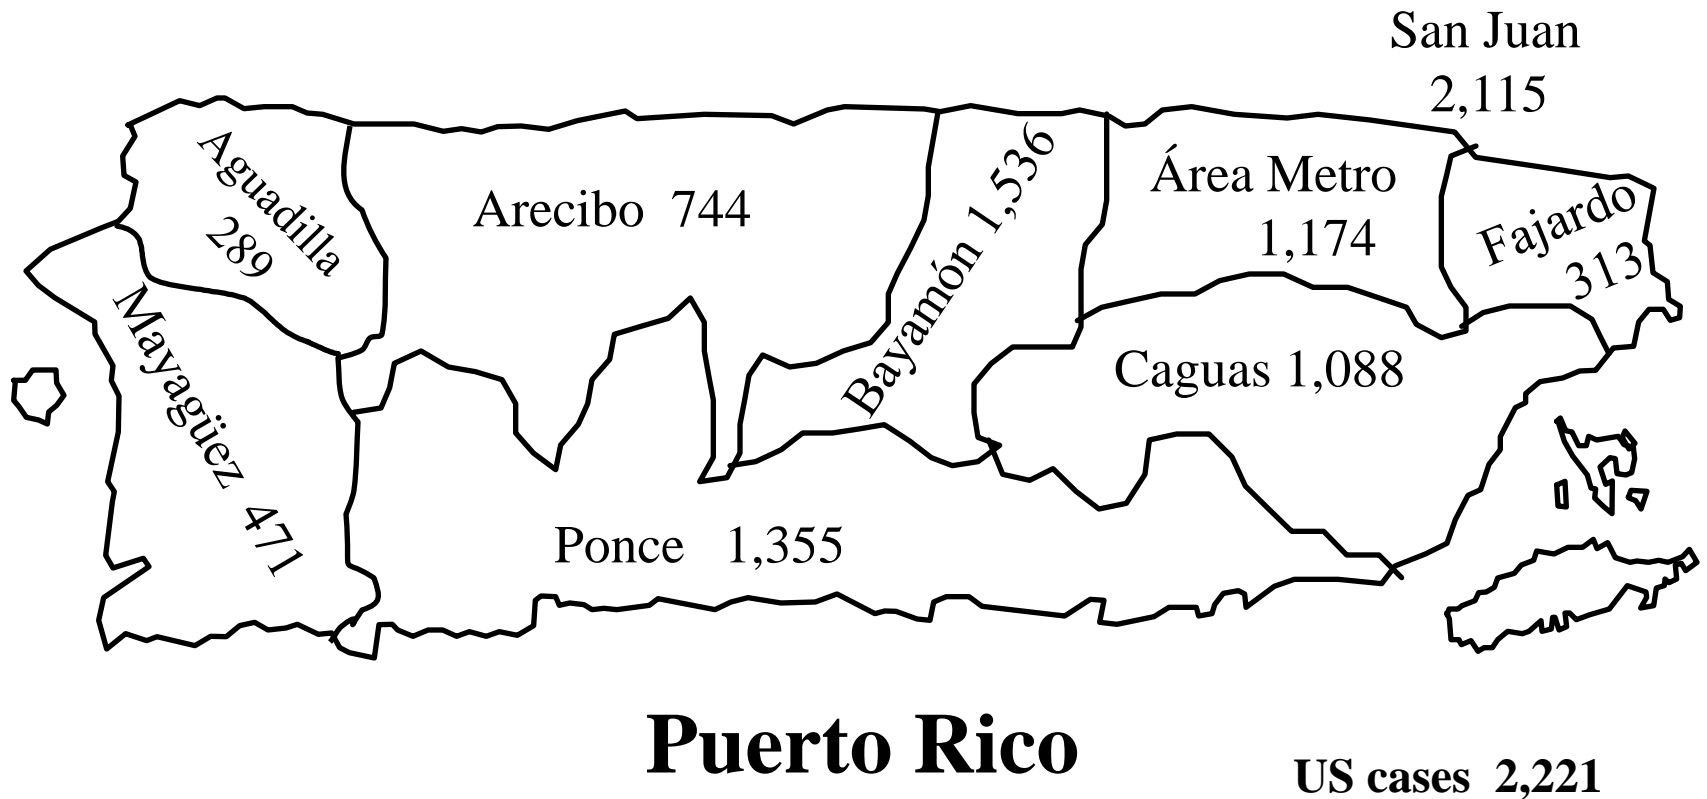 San Juan
2,115
Aguadilla
289
Arecibo 744
Bayamón 1,536
Área Metro
1,174
Fajardo
313
Mayagüez 471
Caguas 1,088
Ponce 1,355
Puerto Rico
US cases 2,221